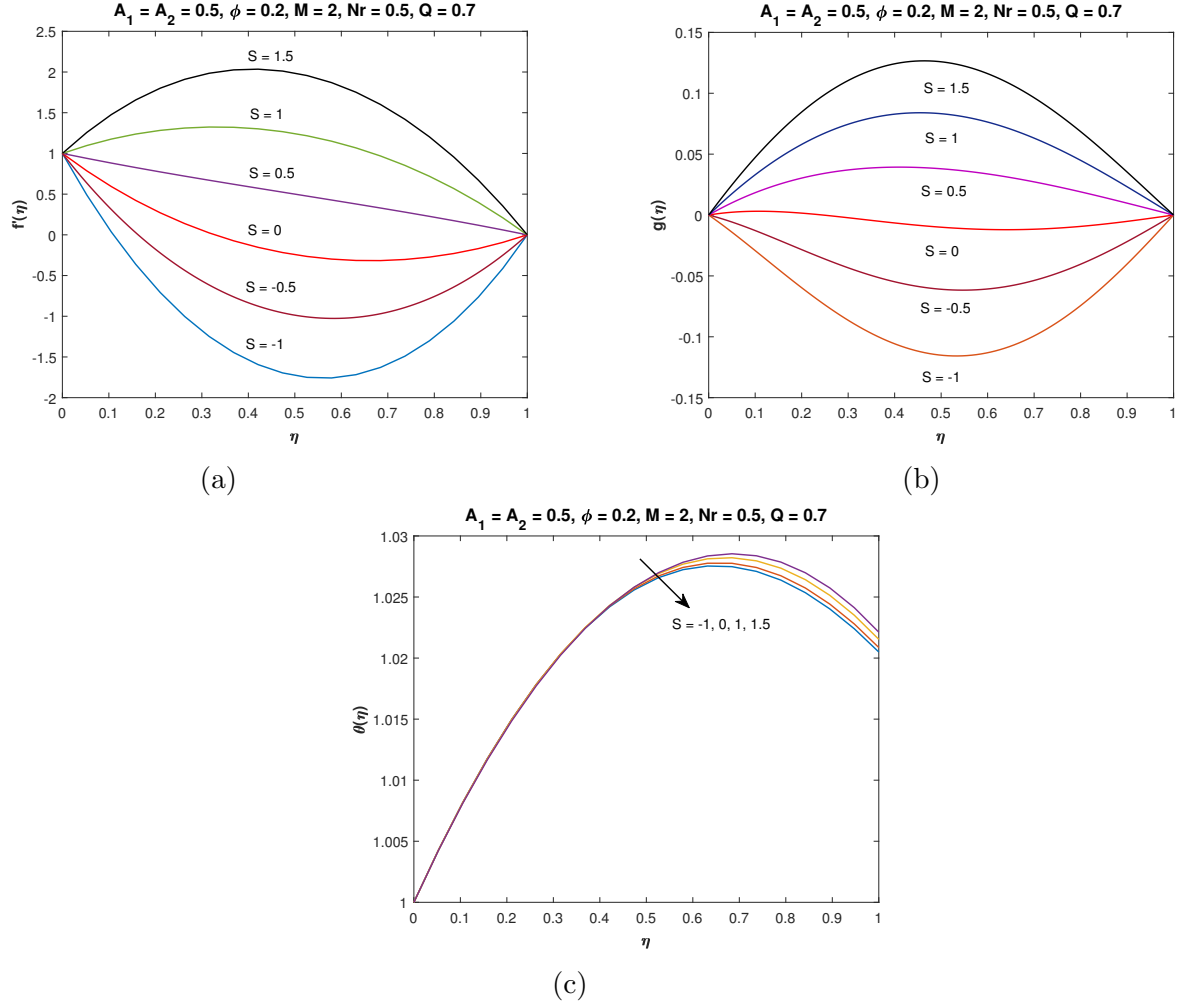 A1 = A2 = 0.5, ϕ = 0.2, M = 2, Nr = 0.5, Q = 0.7
2.5
2
1.5
1
0.5
0
-0.5
-1
-1.5
-2
f'(η)
S = 1.5
S = 1
S = 0.5
S = 0
S = -0.5
S = -1
0 0.1 0.2 0.3 0.4 0.5 0.6 0.7 0.8 0.9 1
η
(a)
A1 = A2 = 0.5, ϕ = 0.2, M = 2, Nr = 0.5, Q = 0.7
0.15
0.1
0.05
0
-0.05
-0.1
-0.15
g(η)
S = 1.5
S = 1
S = 0.5
S = 0
S = -0.5
S = -1
0 0.1 0.2 0.3 0.4 0.5 0.6 0.7 0.8 0.9 1
η
(b)
A1 = A2 = 0.5, ϕ = 0.2, M = 2, Nr = 0.5, Q = 0.7
1.03
1.025
1.02
1.015
1.01
1.005
1
θ(η)
S = -1, 0, 1, 1.5
0 0.1 0.2 0.3 0.4 0.5 0.6 0.7 0.8 0.9 1
η
(c)